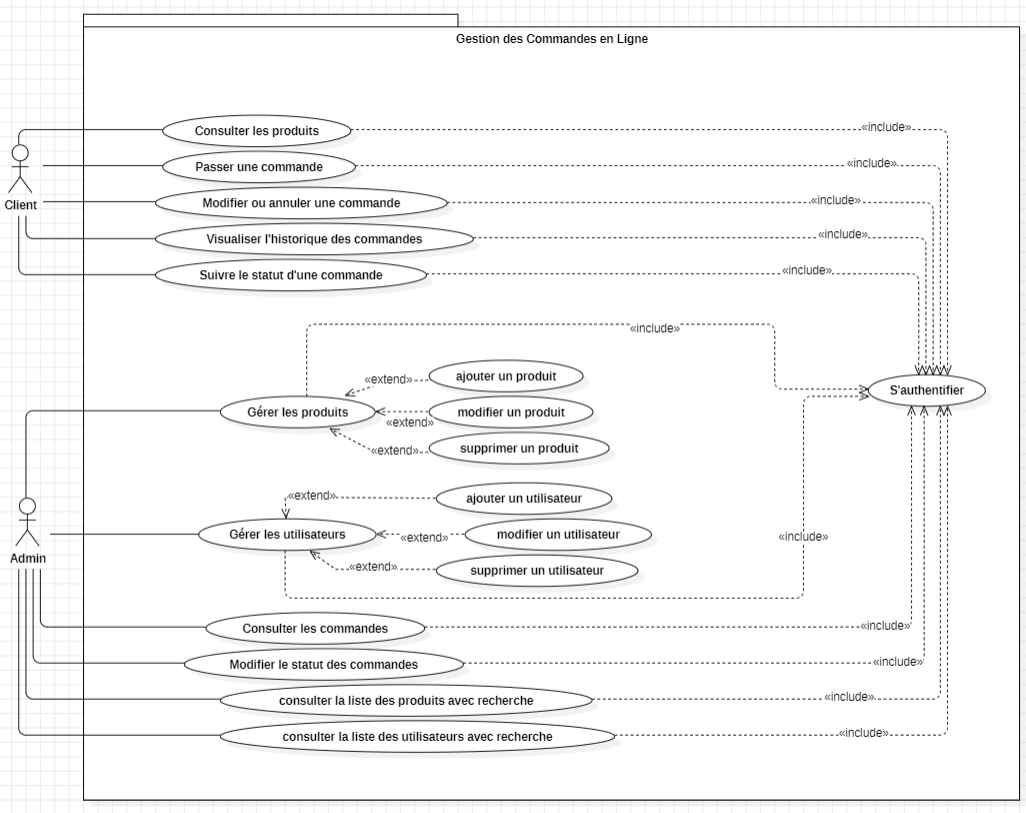 Gestion des Commandes en Ligne
Consulter les produits
«include»
Passer une commande
«include»
Client
Modifier ou annuler une commande
«include»
Visualiser l'historique des commandes
«include»
Suivre le statut d'une commande
«include»
«include»
ajouter un produit
«extend»
S'authentifier
Gérer les produits
modifier un produit
«extend»
supprimer un produit
«extend»
ajouter un utilisateur
«extend»
Admin
Gérer les utilisateurs
modifier un utilisateur
«extend»
«include»
supprimer un utilisateur
«extend»
Consulter les commandes
«include»
Modifier le statut des commandes
«include»
consulter la liste des produits avec recherche
«include»
consulter la liste des utilisateurs avec recherche
«include»